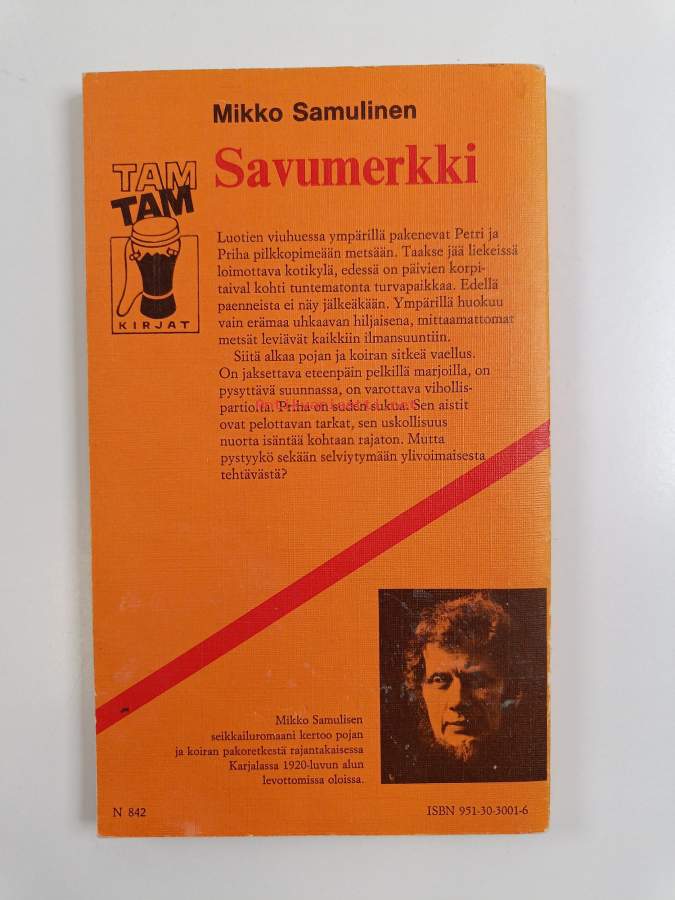 Mikko Samulinen
TAM
TAM
KIRJAT
Savumerkki
Luotien viuhuessa ympärillä pakenevat Petri ja
Priha pilkkopimeään metsään. Taakse jää liekeissä
loimottava kotikylä, edessä on päivien korpi-
taival kohti tuntematonta turvapaikkaa. Edellä
paenneista ei näy jälkeäkään. Ympärillä huokuu
vain erämaa uhkaavan hiljaisena, mittaamattomat
metsät leviävät kaikkiin ilmansuuntiin.
Siitä alkaa pojan ja koiran sitkeä vaellus.
On jaksettava eteenpäin pelkillä marjoilla, on
pysyttävä suunnassa, on varottava vihollis-
partioita. Priha on suden sukua. Sen aistit
ovat pelottavan tarkat, sen uskollisuus
nuorta isäntää kohtaan rajaton. Mutta
pystyykö sekään selviytymään ylivoimaisesta
tehtävästä?
Mikko Samulisen
seikkailuromaani kertoo pojan
ja koiran pakoretkestä rajantakaisessa
Karjalassa 1920-luvun alun
levottomissa oloissa.
N 842
ISBN 951-30-3001-6